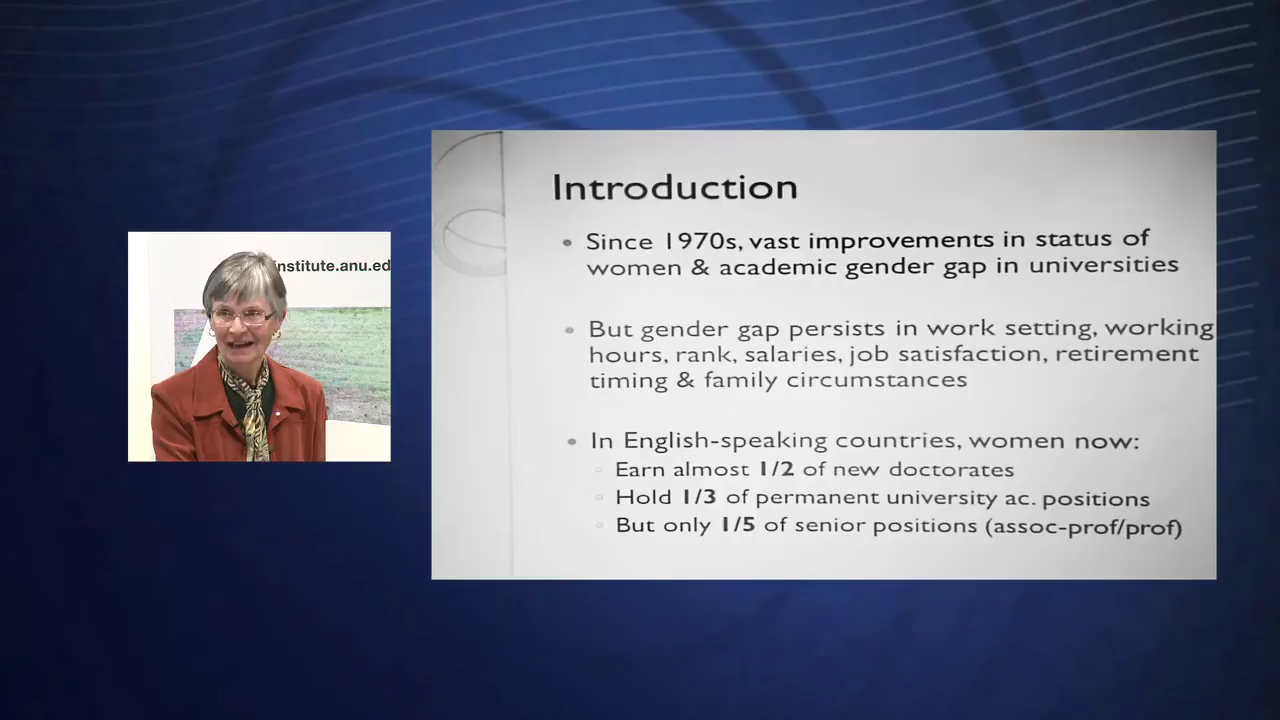 nstitute.anu.ed
Introduction
• Since 1970s, vast improvements in status of
women & academic gender gap in universities
• But gender gap persists in work setting, working
hours, rank, salaries, job satisfaction, retirement
timing & family circumstances
• In English-speaking countries, women now:
◦ Earn almost 1/2 of new doctorates
◦ Hold 1/3 of permanent university ac. positions
◦ But only 1/5 of senior positions (assoc-prof/prof)